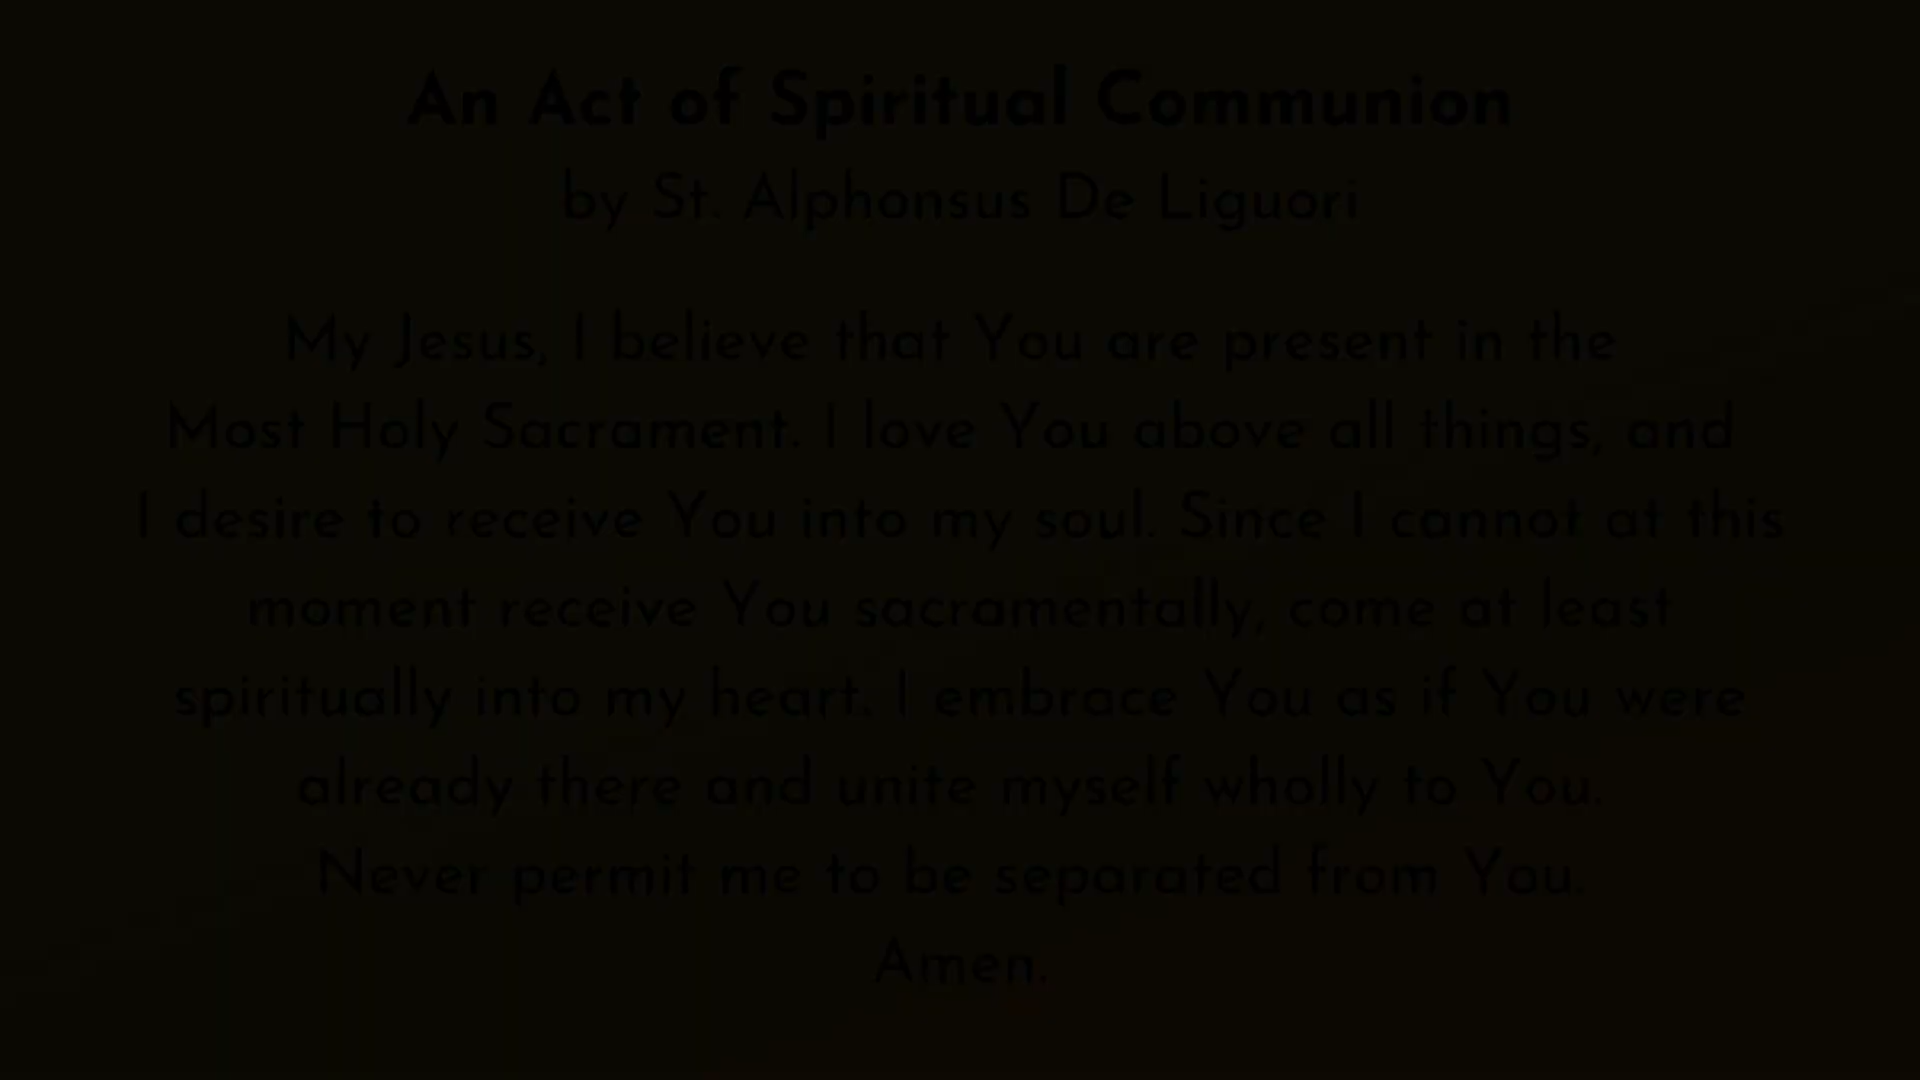 An Act of Spiritual Communion
by St. Alphonsus De Liguori
My Jesus, I believe that You are present in the
Most Holy Sacrament. I love You above all things, and
I desire to receive You into my soul. Since I cannot at this
moment receive You sacramentally, come at least
spiritually into my heart. I embrace You as if You were
already there and unite myself wholly to You.
Never permit me to be separated from You.
Amen.